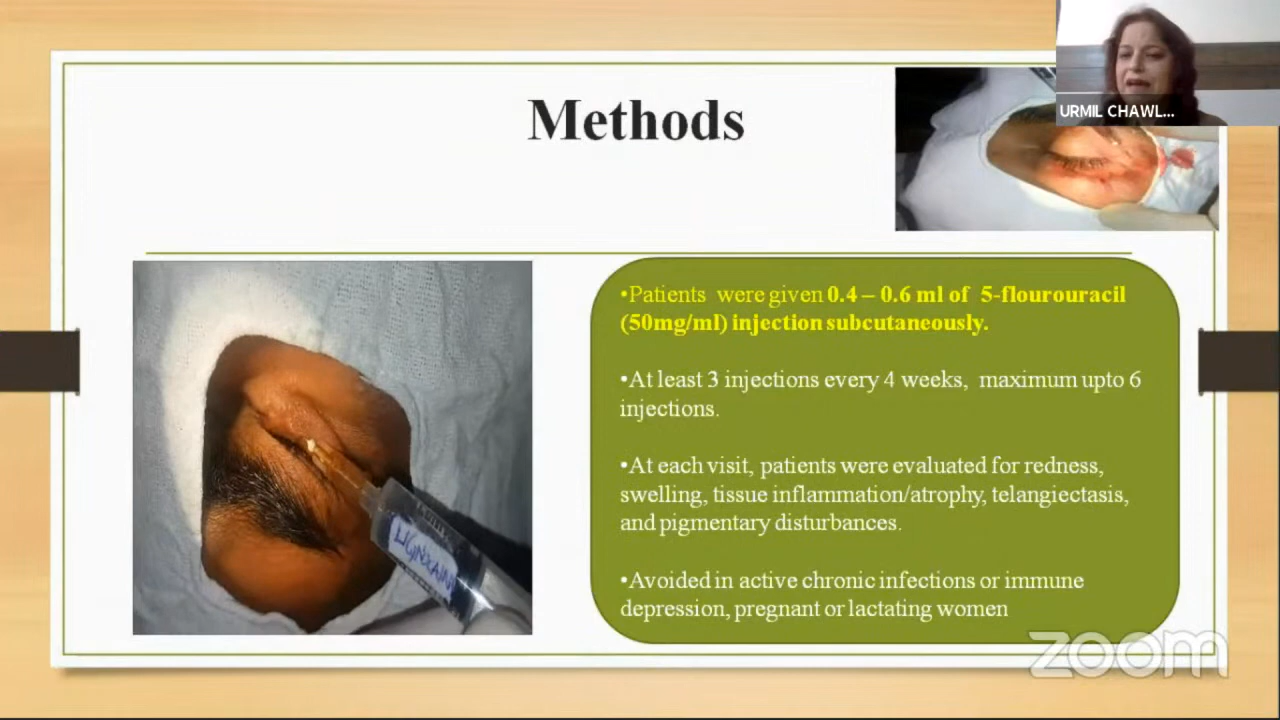 URMIL CHAWL...
Methods
•Patients were given 0.4 – 0.6 ml of 5-flourouracil
(50mg/ml) injection subcutaneously.
•At least 3 injections every 4 weeks, maximum upto 6
injections.
•At each visit, patients were evaluated for redness,
swelling, tissue inflammation/atrophy, telangiectasis,
and pigmentary disturbances.
•Avoided in active chronic infections or immune
depression, pregnant or lactating women
zoom